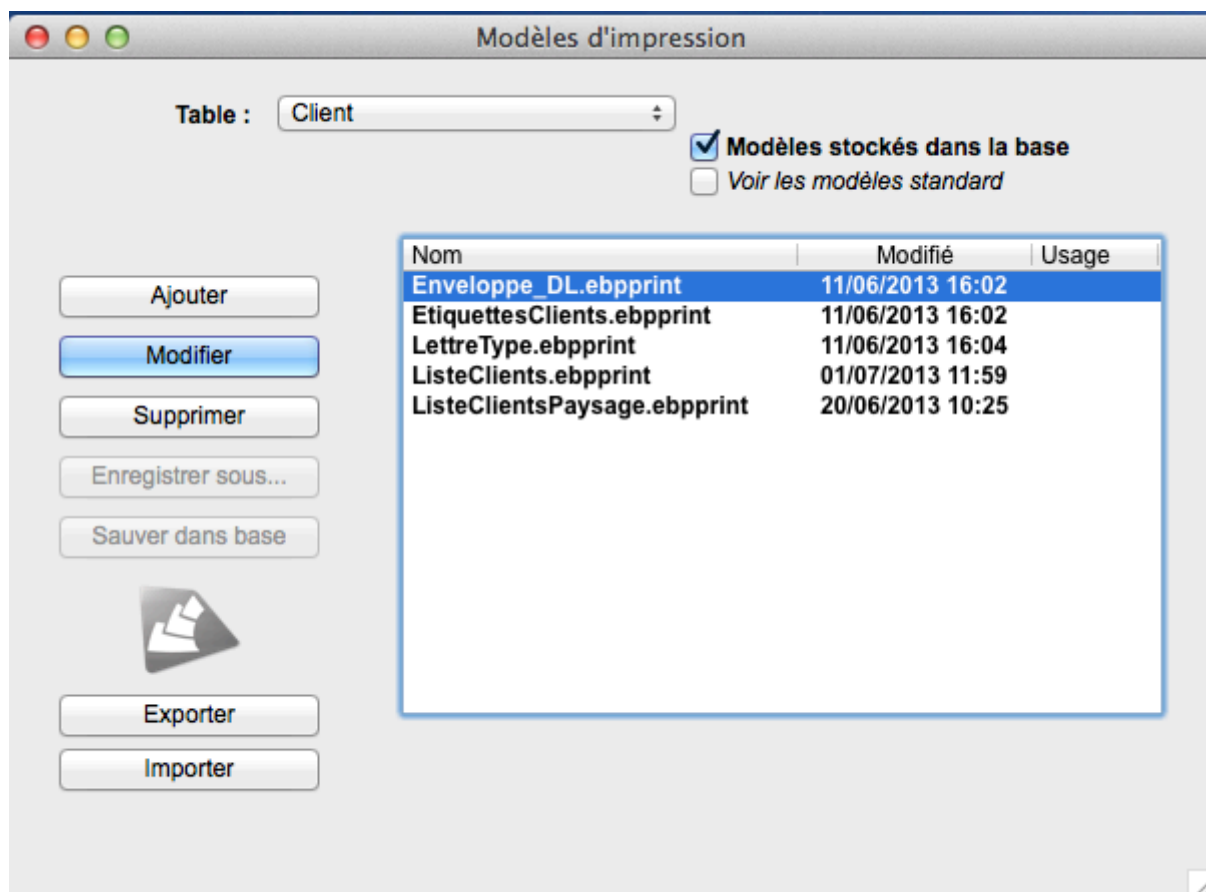 Modèles d'impression
Table : Client
Modèles stockés dans la base
Voir les modèles standard
Nom Modifié Usage
Enveloppe_DL.ebpprint 11/06/2013 16:02
EtiquettesClients.ebpprint 11/06/2013 16:02
LettreType.ebpprint 11/06/2013 16:04
ListeClients.ebpprint 01/07/2013 11:59
ListeClientsPaysage.ebpprint 20/06/2013 10:25
Ajouter
Modifier
Supprimer
Enregistrer sous...
Sauver dans base
Exporter
Importer